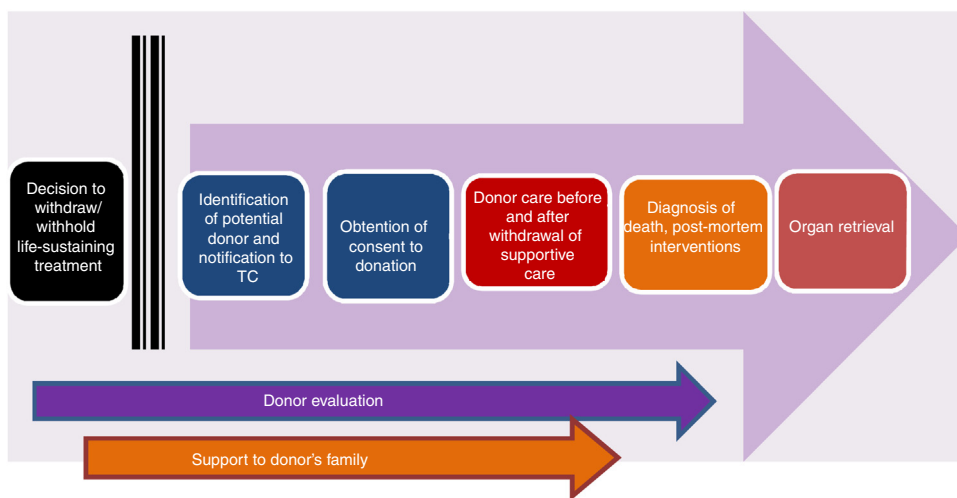 Decision to
withdraw/
withhold
life-sustaining
treatment
Identification
of potential
donor and
notification to
TC
Obtention of
consent to
donation
Donor care before
and after
withdrawal of
supportive
care
Diagnosis of
death, post-mortem
interventions
Organ retrieval
Donor evaluation
Support to donor's family